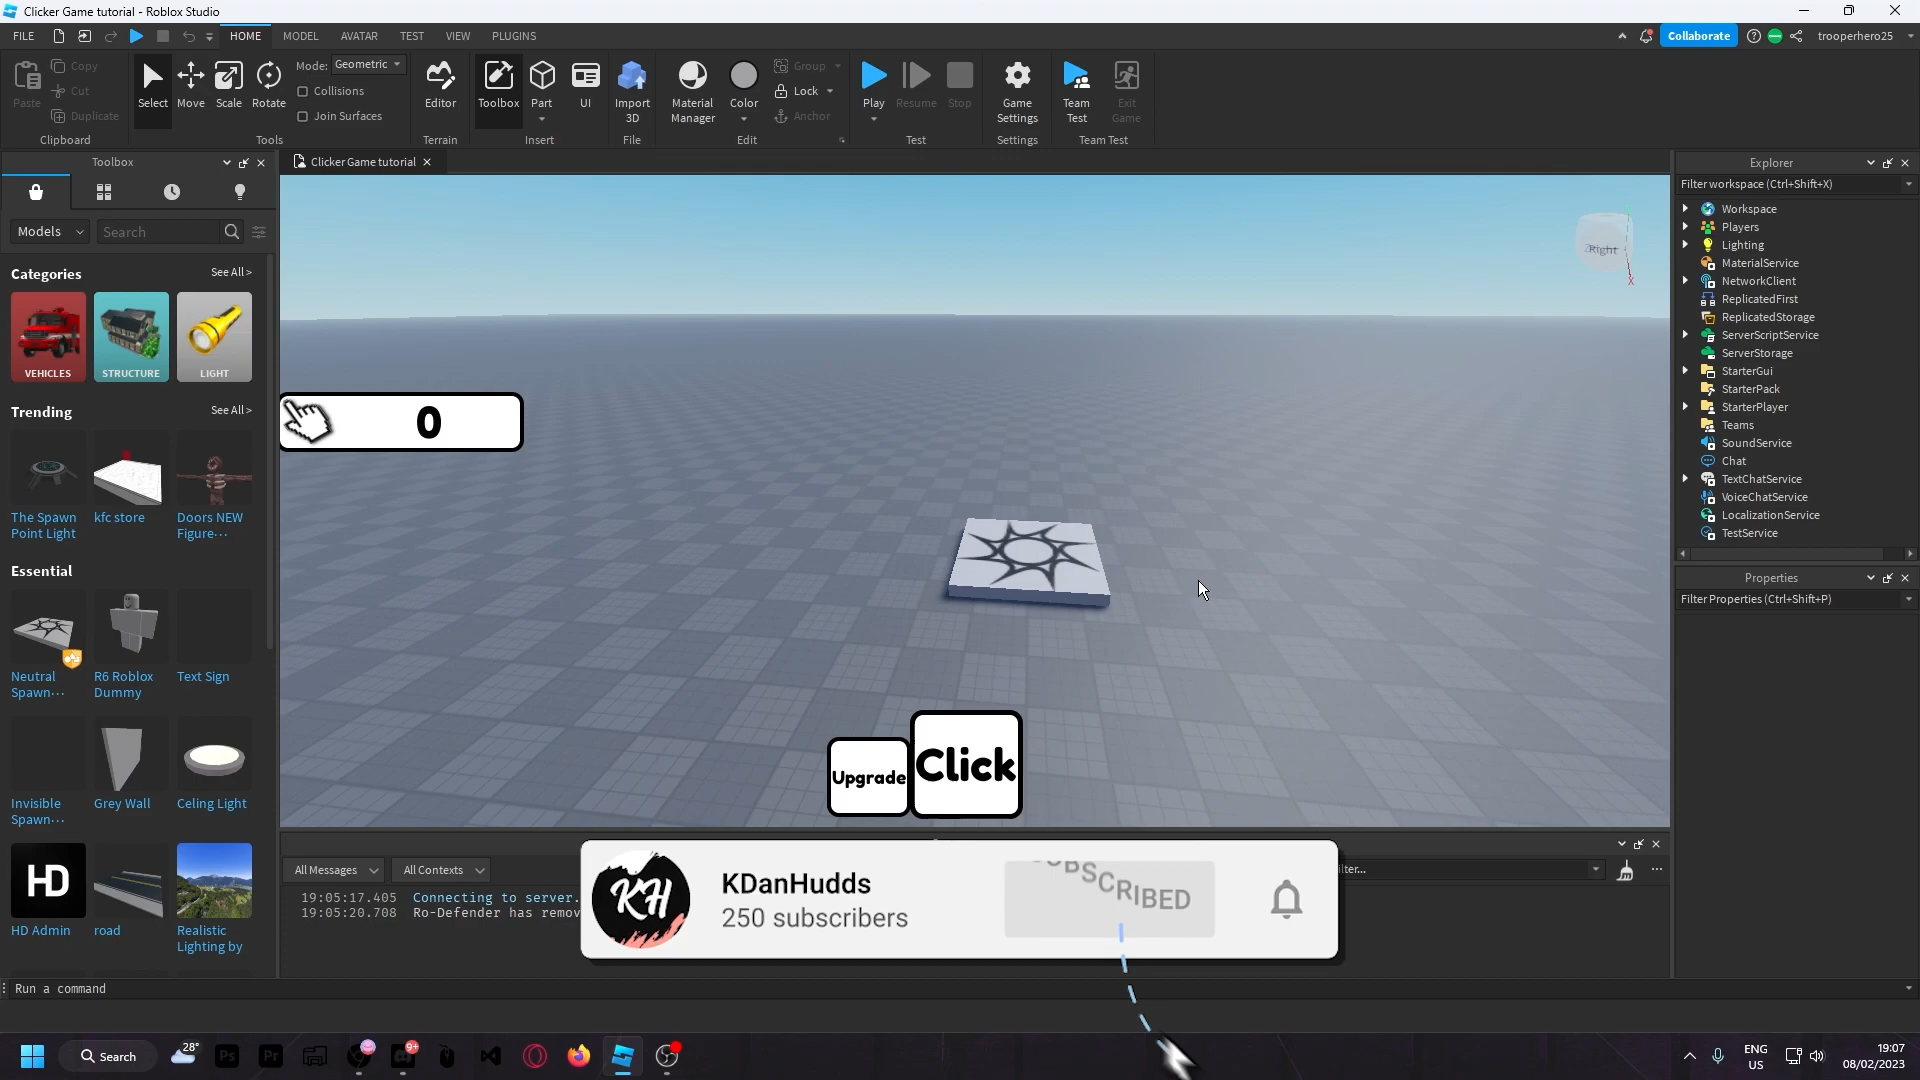 Clicker Game tutorial - Roblox Studio
FILE HOME MODEL AVATAR TEST VIEW PLUGINS Collaborate trooperhero25
Paste Copy Cut Duplicate Clipboard
Select Move Scale Rotate Mode: Geometric Collisions Join Surfaces Tools
Editor Terrain
Toolbox Part UI Insert
Import 3D File
Material Manager Color Group Lock Anchor Edit
Play Resume Stop Test
Game Settings Settings
Team Test Exit Game Team Test
Toolbox
Models Search
Categories See All >
VEHICLES STRUCTURE LIGHT
Trending See All >
The Spawn Point Light
kfc store
Doors NEW Figure...
Essential
Neutral Spawn...
R6 Roblox Dummy
Text Sign
Invisible Spawn...
Grey Wall
Celing Light
HD
HD Admin
road
Realistic Lighting by
Clicker Game tutorial
Right
X
0
Upgrade
Click
All Messages All Contexts
19:05:17.405 Connecting to server.
19:05:20.708 Ro-Defender has remov
KH
KDanHudds
250 subscribers
SUBSCRIBED
Explorer
Filter workspace (Ctrl+Shift+X)
Workspace
Players
Lighting
MaterialService
NetworkClient
ReplicatedFirst
ReplicatedStorage
ServerScriptService
ServerStorage
StarterGui
StarterPack
StarterPlayer
Teams
SoundService
Chat
TextChatService
VoiceChatService
LocalizationService
TestService
Properties
Filter Properties (Ctrl+Shift+P)
Run a command
Search 28° Ps Pr 9+
ENG US
19:07
08/02/2023